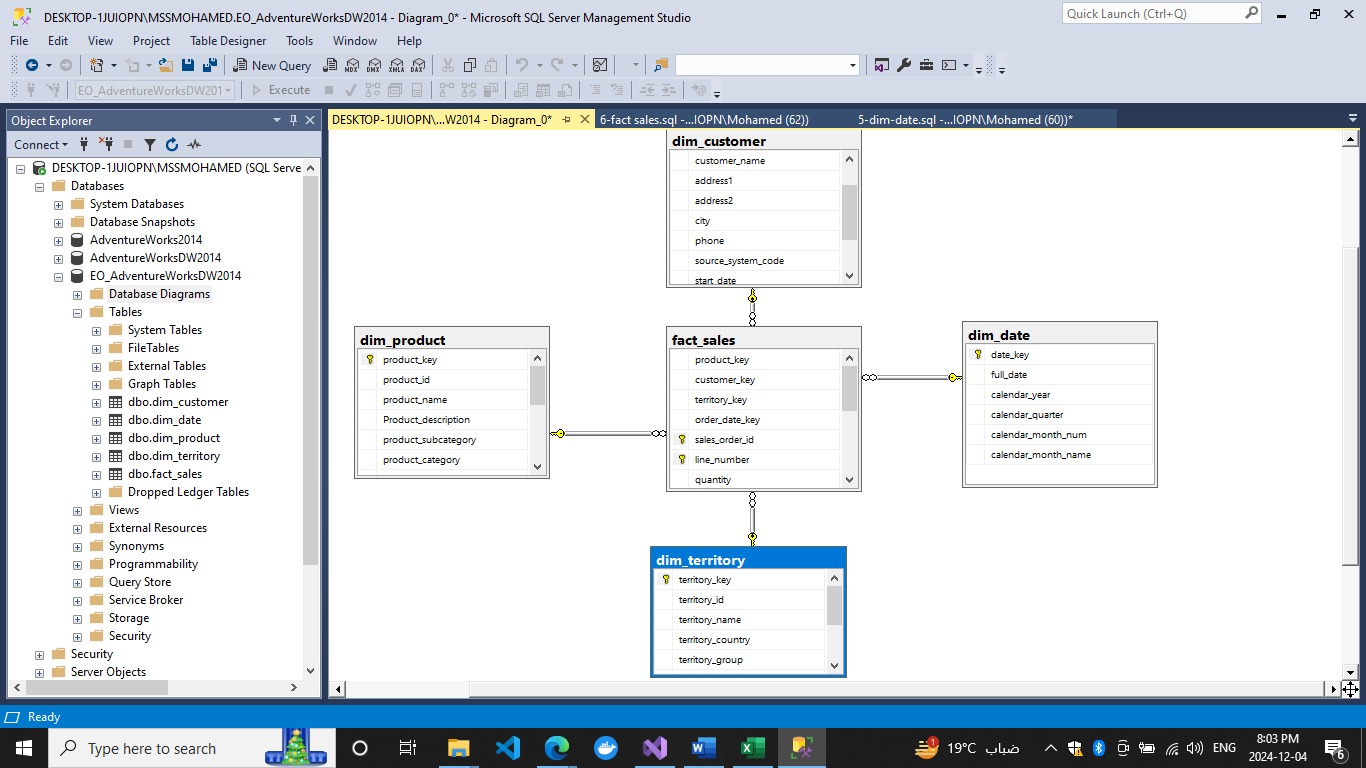 DESKTOP-1JUIOPN\MSSMOHAMED.EO_AdventureWorksDW2014 - Diagram_0* - Microsoft SQL Server Management Studio
Quick Launch (Ctrl+Q)
File Edit View Project Table Designer Tools Window Help
New Query MDX DMX XMLA DAX
EO_AdventureWorksDW201 Execute
Object Explorer
Connect
DESKTOP-1JUIOPN\MSSMOHAMED (SQL Serve
Databases
System Databases
Database Snapshots
AdventureWorks2014
AdventureWorksDW2014
EO_AdventureWorksDW2014
Database Diagrams
Tables
System Tables
FileTables
External Tables
Graph Tables
dbo.dim_customer
dbo.dim_date
dbo.dim_product
dbo.dim_territory
dbo.fact_sales
Dropped Ledger Tables
Views
External Resources
Synonyms
Programmability
Query Store
Service Broker
Storage
Security
Security
Server Objects
DESKTOP-1JUIOPN\...W2014 - Diagram_0* 6-fact sales.sql -...IOPN\Mohamed (62)) 5-dim-date.sql -...IOPN\Mohamed (60))*
dim_customer
customer_name
address1
address2
city
phone
source_system_code
start_date
dim_product
product_key
product_id
product_name
Product_description
product_subcategory
product_category
fact_sales
product_key
customer_key
territory_key
order_date_key
sales_order_id
line_number
quantity
dim_date
date_key
full_date
calendar_year
calendar_quarter
calendar_month_num
calendar_month_name
dim_territory
territory_key
territory_id
territory_name
territory_country
territory_group
Ready
Type here to search
1
19°C ضباب
ENG
8:03 PM
2024-12-04
6